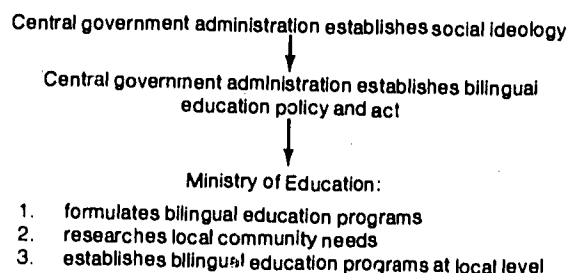 Central government administration establishes social ideology
Central government administration establishes bilingual
education policy and act
Ministry of Education:
1. formulates bilingual education programs
2. researches local community needs
3. establishes bilingual education programs at local level